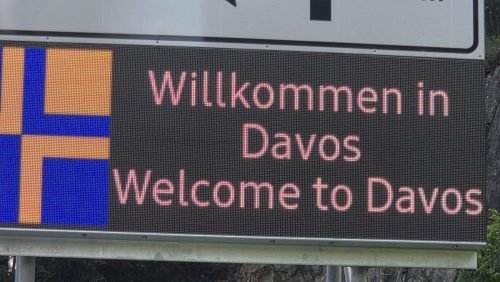 Willkommen in
Davos
Welcome to Davos